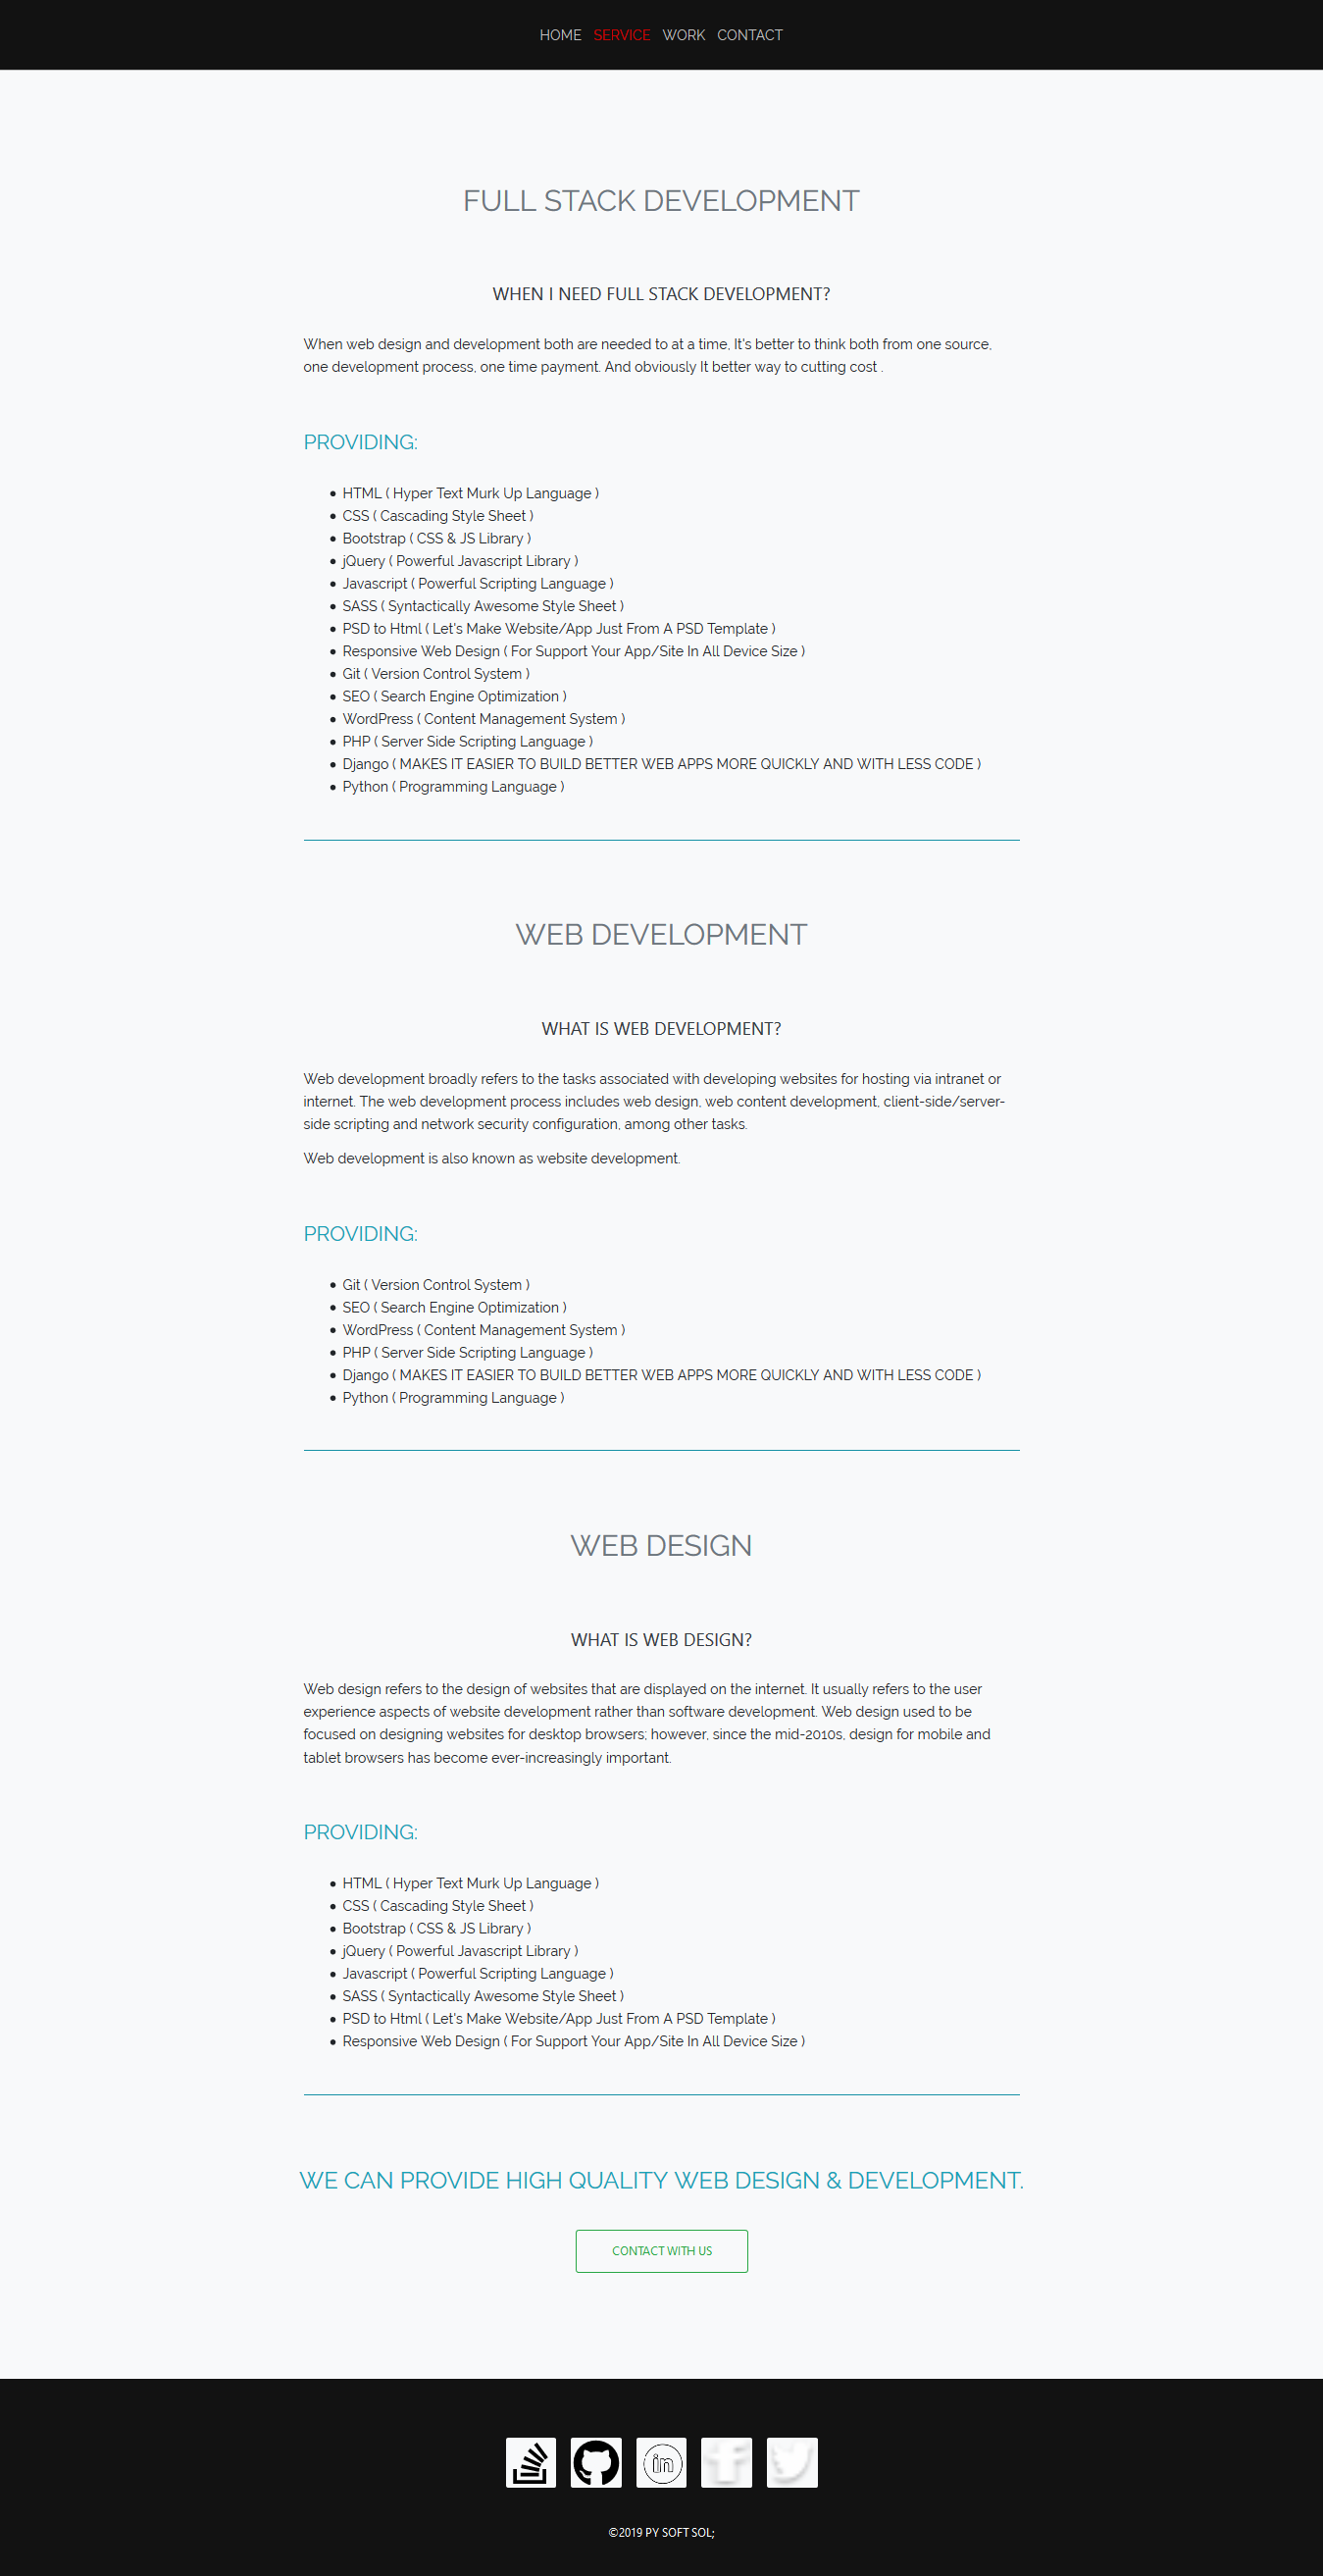 HOME SERVICE WORK CONTACT
FULL STACK DEVELOPMENT
WHEN I NEED FULL STACK DEVELOPMENT?
When web design and development both are needed to at a time, It's better to think both from one source,
one development process, one time payment. And obviously It better way to cutting cost .
PROVIDING:
HTML ( Hyper Text Murk Up Language )
CSS ( Cascading Style Sheet )
Bootstrap ( CSS & JS Library )
jQuery ( Powerful Javascript Library )
Javascript ( Powerful Scripting Language )
SASS ( Syntactically Awesome Style Sheet )
PSD to Html ( Let's Make Website/App Just From A PSD Template )
Responsive Web Design ( For Support Your App/Site In All Device Size )
Git ( Version Control System )
SEO ( Search Engine Optimization )
WordPress ( Content Management System )
PHP ( Server Side Scripting Language )
Django ( MAKES IT EASIER TO BUILD BETTER WEB APPS MORE QUICKLY AND WITH LESS CODE )
Python ( Programming Language )
WEB DEVELOPMENT
WHAT IS WEB DEVELOPMENT?
Web development broadly refers to the tasks associated with developing websites for hosting via intranet or
internet. The web development process includes web design, web content development, client-side/server-
side scripting and network security configuration, among other tasks.
Web development is also known as website development.
PROVIDING:
Git ( Version Control System )
SEO ( Search Engine Optimization )
WordPress ( Content Management System )
PHP ( Server Side Scripting Language )
Django ( MAKES IT EASIER TO BUILD BETTER WEB APPS MORE QUICKLY AND WITH LESS CODE )
Python ( Programming Language )
WEB DESIGN
WHAT IS WEB DESIGN?
Web design refers to the design of websites that are displayed on the internet. It usually refers to the user
experience aspects of website development rather than software development. Web design used to be
focused on designing websites for desktop browsers; however, since the mid-2010s, design for mobile and
tablet browsers has become ever-increasingly important.
PROVIDING:
HTML ( Hyper Text Murk Up Language )
CSS ( Cascading Style Sheet )
Bootstrap ( CSS & JS Library )
jQuery ( Powerful Javascript Library )
Javascript ( Powerful Scripting Language )
SASS ( Syntactically Awesome Style Sheet )
PSD to Html ( Let's Make Website/App Just From A PSD Template )
Responsive Web Design ( For Support Your App/Site In All Device Size )
WE CAN PROVIDE HIGH QUALITY WEB DESIGN & DEVELOPMENT.
CONTACT WITH US
in f
©2019 PY SOFT SOL;